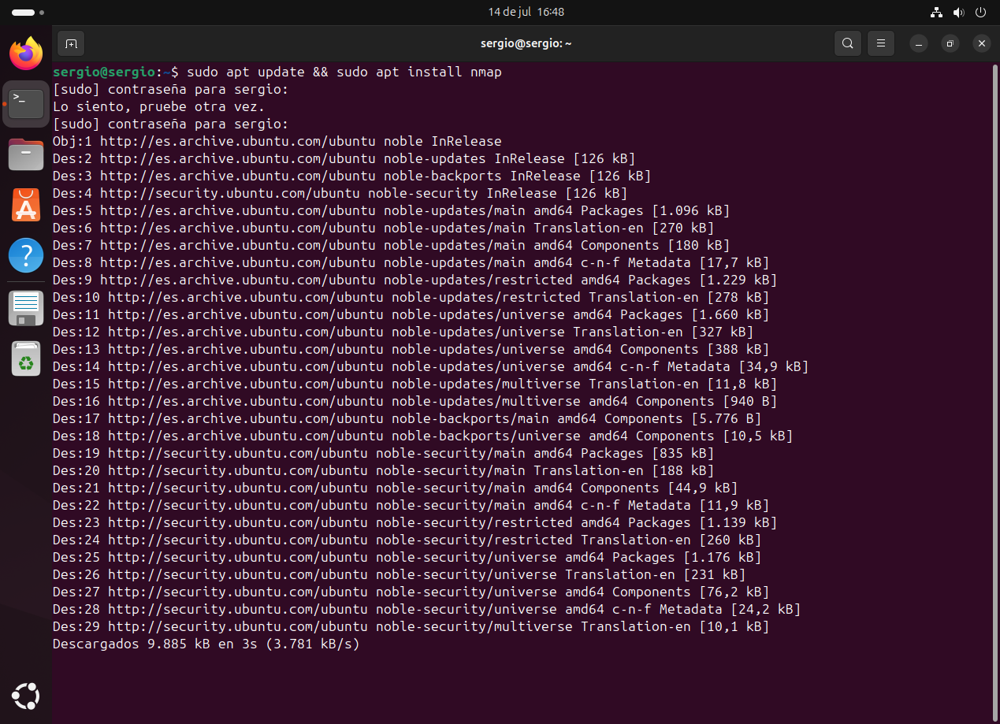 14 de jul 16:48
sergio@sergio: ~
sergio@sergio:~$ sudo apt update && sudo apt install nmap
[sudo] contraseña para sergio:
Lo siento, pruebe otra vez.
[sudo] contraseña para sergio:
Obj:1 http://es.archive.ubuntu.com/ubuntu noble InRelease
Des:2 http://es.archive.ubuntu.com/ubuntu noble-updates InRelease [126 kB]
Des:3 http://es.archive.ubuntu.com/ubuntu noble-backports InRelease [126 kB]
Des:4 http://security.ubuntu.com/ubuntu noble-security InRelease [126 kB]
Des:5 http://es.archive.ubuntu.com/ubuntu noble-updates/main amd64 Packages [1.096 kB]
Des:6 http://es.archive.ubuntu.com/ubuntu noble-updates/main Translation-en [270 kB]
Des:7 http://es.archive.ubuntu.com/ubuntu noble-updates/main amd64 Components [180 kB]
Des:8 http://es.archive.ubuntu.com/ubuntu noble-updates/main amd64 c-n-f Metadata [17,7 kB]
Des:9 http://es.archive.ubuntu.com/ubuntu noble-updates/restricted amd64 Packages [1.229 kB]
Des:10 http://es.archive.ubuntu.com/ubuntu noble-updates/restricted Translation-en [278 kB]
Des:11 http://es.archive.ubuntu.com/ubuntu noble-updates/universe amd64 Packages [1.660 kB]
Des:12 http://es.archive.ubuntu.com/ubuntu noble-updates/universe Translation-en [327 kB]
Des:13 http://es.archive.ubuntu.com/ubuntu noble-updates/universe amd64 Components [388 kB]
Des:14 http://es.archive.ubuntu.com/ubuntu noble-updates/universe amd64 c-n-f Metadata [34,9 kB]
Des:15 http://es.archive.ubuntu.com/ubuntu noble-updates/multiverse Translation-en [11,8 kB]
Des:16 http://es.archive.ubuntu.com/ubuntu noble-updates/multiverse amd64 Components [940 B]
Des:17 http://es.archive.ubuntu.com/ubuntu noble-backports/main amd64 Components [5.776 B]
Des:18 http://es.archive.ubuntu.com/ubuntu noble-backports/universe amd64 Components [10,5 kB]
Des:19 http://security.ubuntu.com/ubuntu noble-security/main amd64 Packages [835 kB]
Des:20 http://security.ubuntu.com/ubuntu noble-security/main Translation-en [188 kB]
Des:21 http://security.ubuntu.com/ubuntu noble-security/main amd64 Components [44,9 kB]
Des:22 http://security.ubuntu.com/ubuntu noble-security/main amd64 c-n-f Metadata [11,9 kB]
Des:23 http://security.ubuntu.com/ubuntu noble-security/restricted amd64 Packages [1.139 kB]
Des:24 http://security.ubuntu.com/ubuntu noble-security/restricted Translation-en [260 kB]
Des:25 http://security.ubuntu.com/ubuntu noble-security/universe amd64 Packages [1.176 kB]
Des:26 http://security.ubuntu.com/ubuntu noble-security/universe Translation-en [231 kB]
Des:27 http://security.ubuntu.com/ubuntu noble-security/universe amd64 Components [76,2 kB]
Des:28 http://security.ubuntu.com/ubuntu noble-security/universe amd64 c-n-f Metadata [24,2 kB]
Des:29 http://security.ubuntu.com/ubuntu noble-security/multiverse Translation-en [10,1 kB]
Descargados 9.885 kB en 3s (3.781 kB/s)